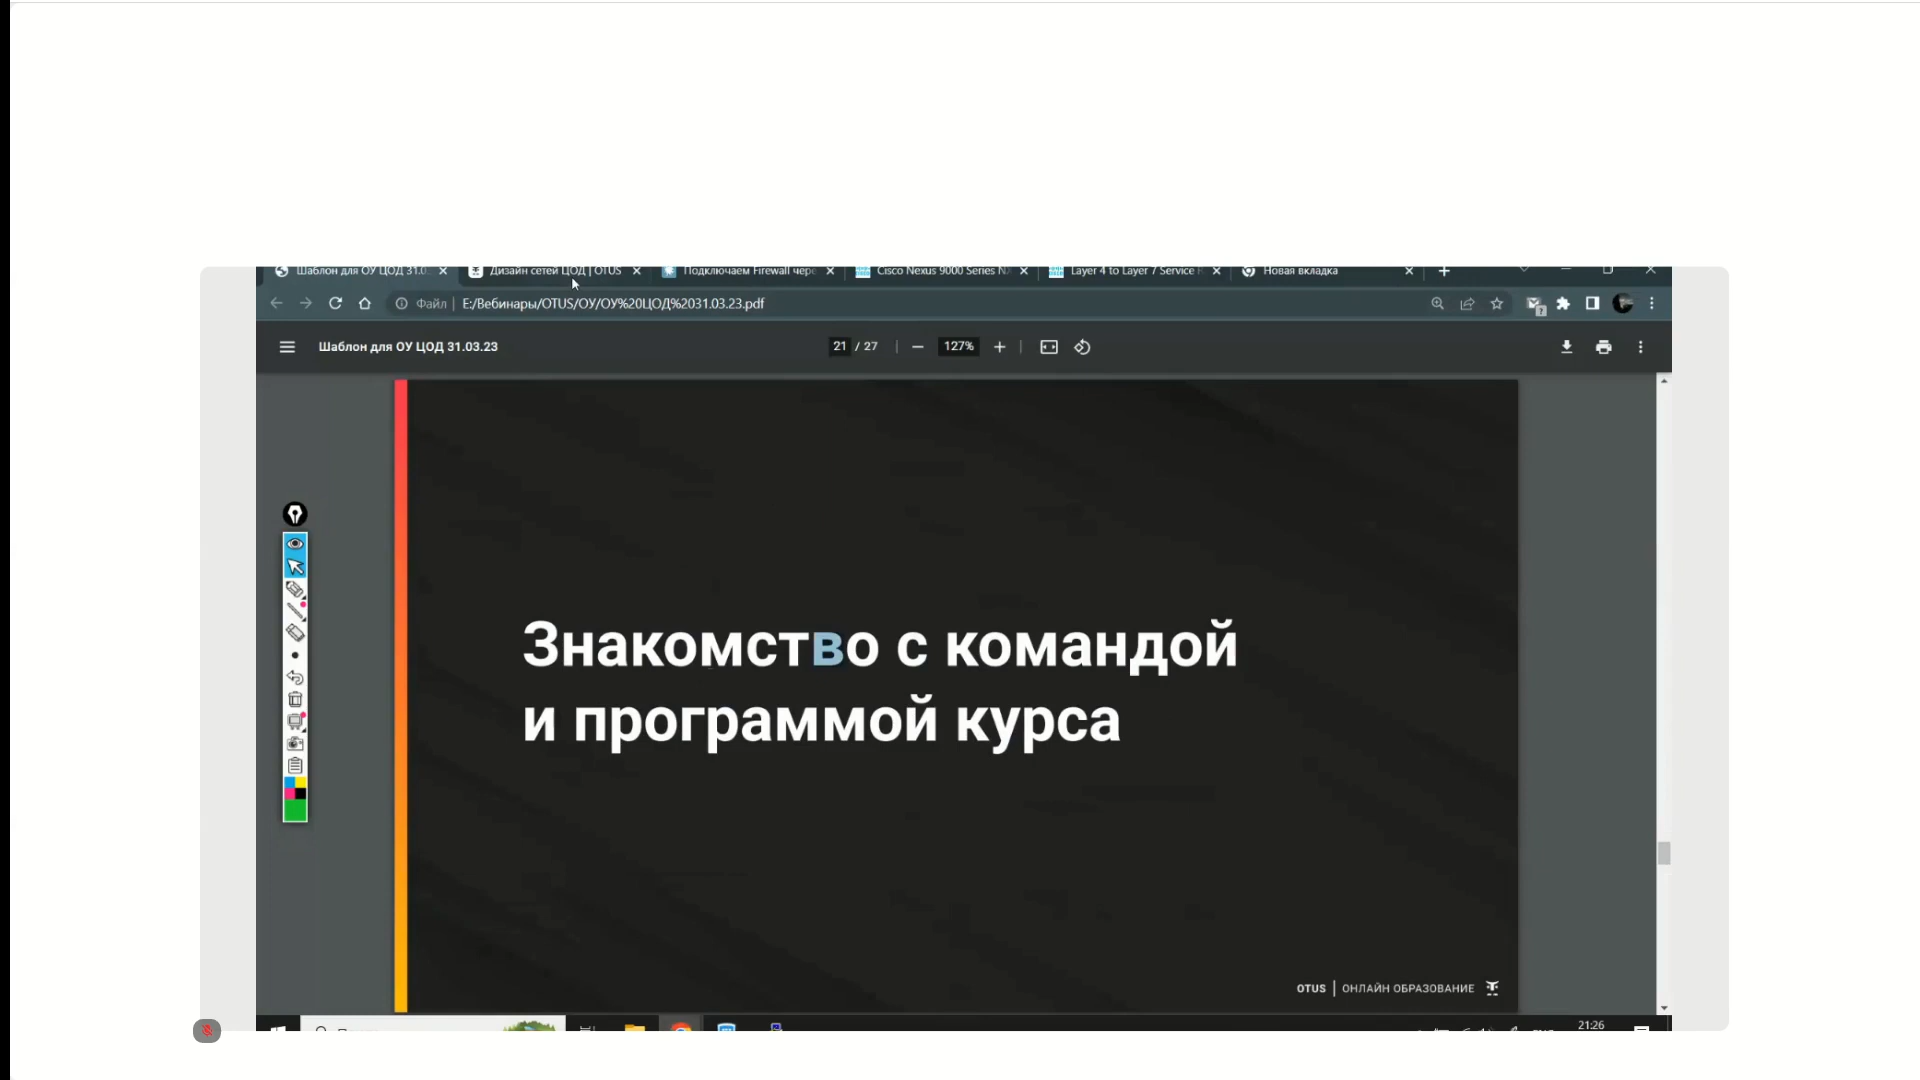 Шаблон для ОУ ЦОД 31.0
Дизайн сетей ЦОД | OTUS
Подключаем Firewall чере
Cisco Nexus 9000 Series N
Layer 4 to Layer 7 Service
Новая вкладка
Файл | E:/Вебинары/OTUS/ОУ/ОУ%20ЦОД%2031.03.23.pdf
Шаблон для ОУ ЦОД 31.03.23
21 / 27
127%
Знакомство с командой
и программой курса
OTUS | ОНЛАЙН ОБРАЗОВАНИЕ
21:26